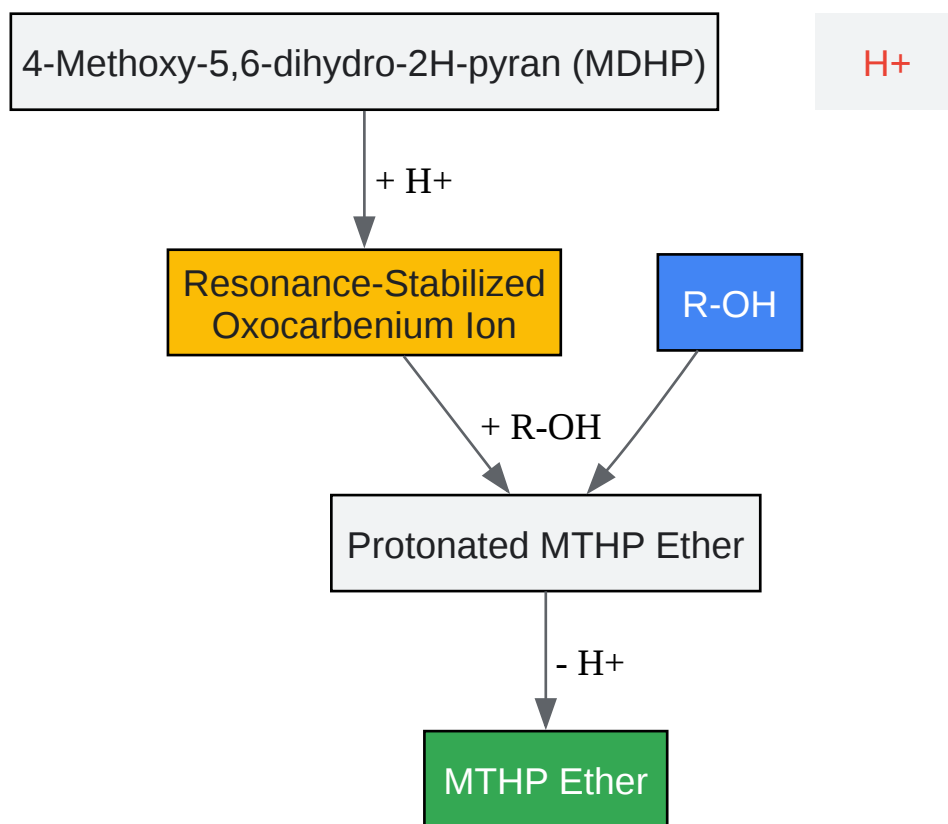 4-Methoxy-5,6-dihydro-2H-pyran (MDHP)
H+
+ H+
Resonance-Stabilized
Oxocarbenium Ion
R-OH
+ R-OH
Protonated MTHP Ether
- H+
MTHP Ether